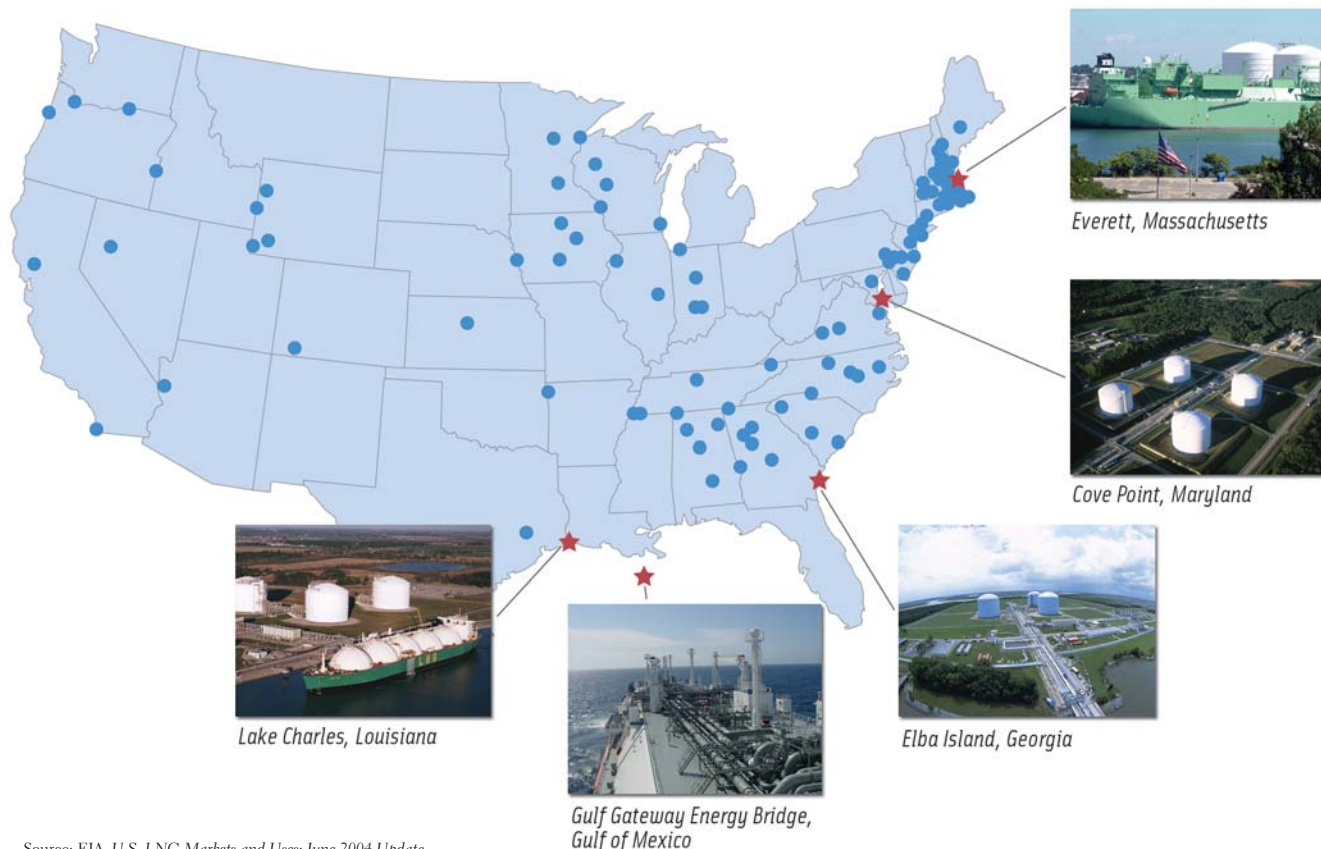 Everett, Massachusetts
Cove Point, Maryland
Lake Charles, Louisiana
Elba Island, Georgia
Gulf Gateway Energy Bridge,
Gulf of Mexico
Source: EIA, U.S. LNG Markets and Uses: June 2004 Update